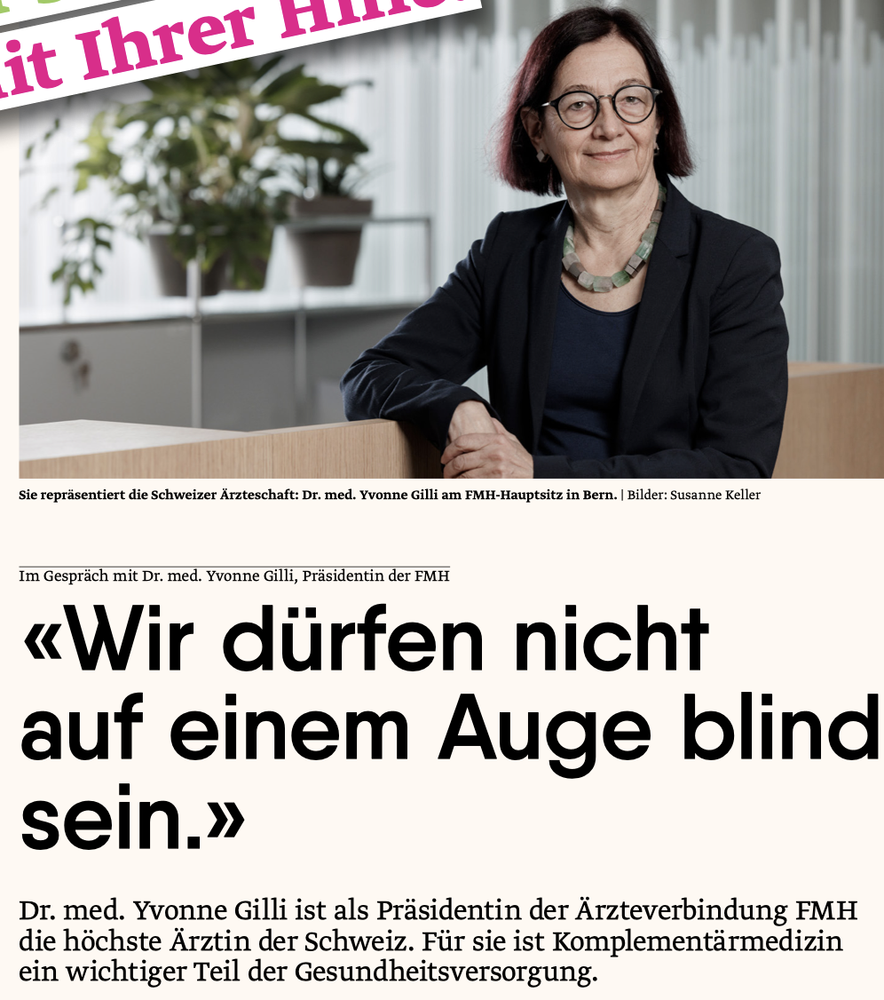 it Ihrer
Sie repräsentiert die Schweizer Ärzteschaft: Dr. med. Yvonne Gilli am FMH-Hauptsitz in Bern. | Bilder: Susanne Keller
Im Gespräch mit Dr. med. Yvonne Gilli, Präsidentin der FMH
«Wir dürfen nicht
auf einem Auge blind
sein.»
Dr. med. Yvonne Gilli ist als Präsidentin der Ärzteverbindung FMH
die höchste Ärztin der Schweiz. Für sie ist Komplementärmedizin
ein wichtiger Teil der Gesundheitsversorgung.